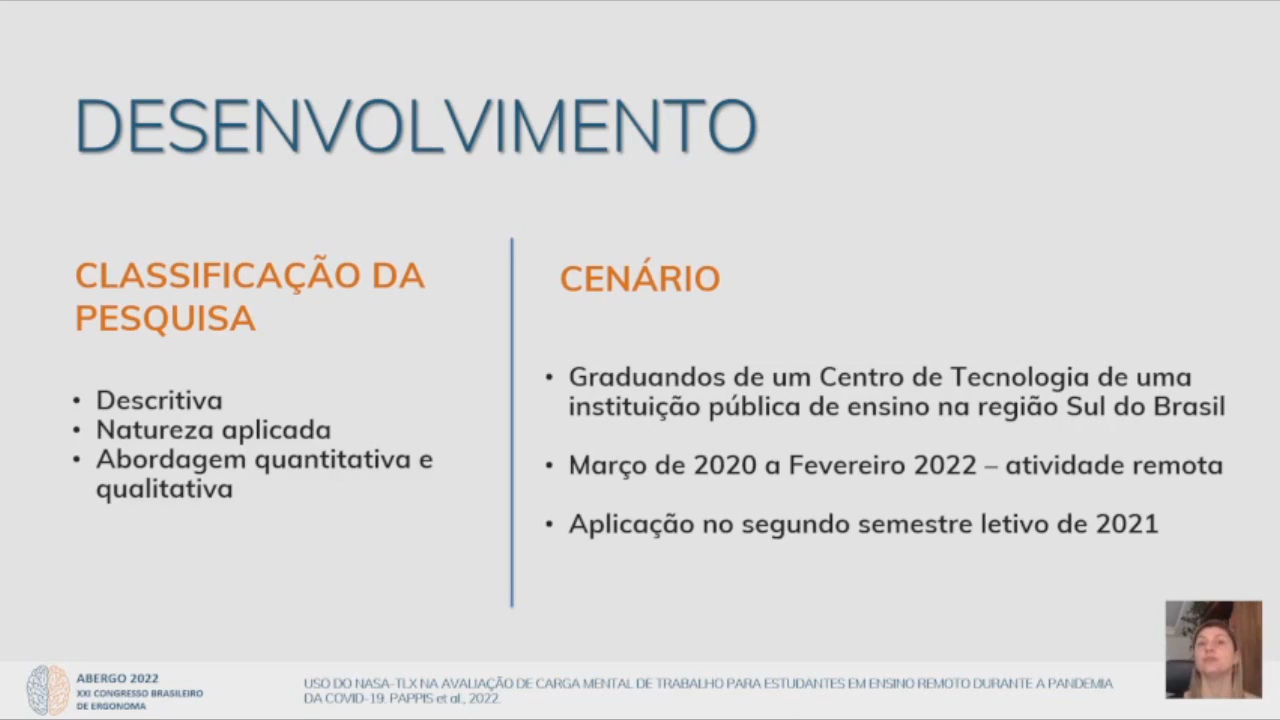 DESENVOLVIMENTO
CLASSIFICAÇÃO DA
PESQUISA
• Descritiva
• Natureza aplicada
• Abordagem quantitativa e
qualitativa
CENÁRIO
• Graduandos de um Centro de Tecnologia de uma
instituição pública de ensino na região Sul do Brasil
• Março de 2020 a Fevereiro 2022 – atividade remota
• Aplicação no segundo semestre letivo de 2021
ABERGO 2022
XXI CONGRESSO BRASILEIRO
DE ERGONOMA
USO DO NASA-TLX NA AVALIAÇÃO DE CARGA MENTAL DE TRABALHO PARA ESTUDANTES EM ENSINO REMOTO DURANTE A PANDEMIA
DA COVID-19. PAPPIS et al., 2022.